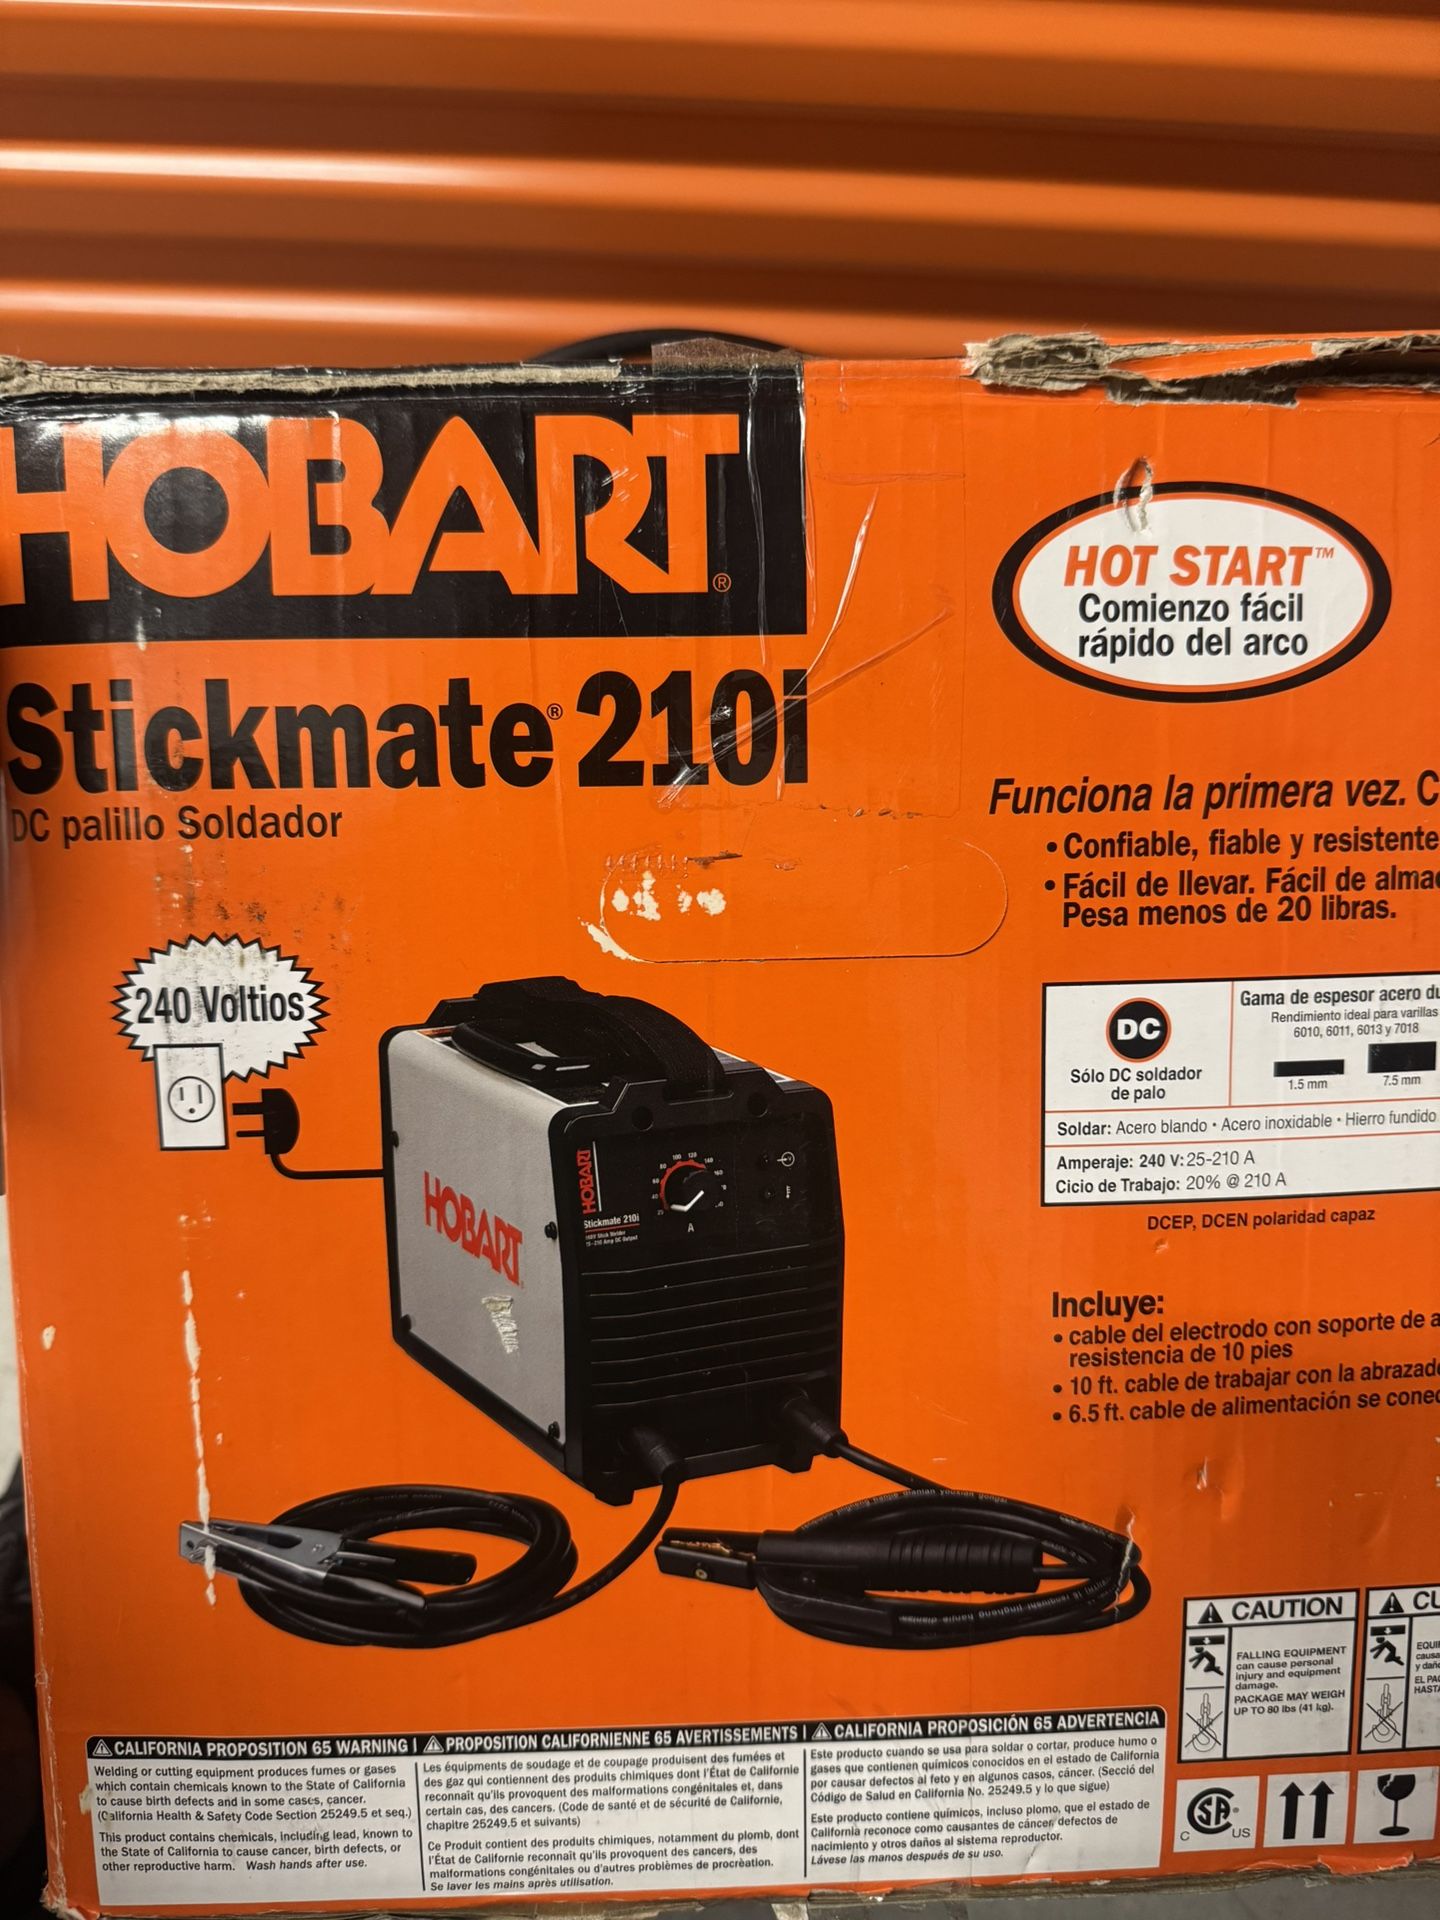 HOBART®
Stickmate® 210i
DC palillo Soldador
HOT START™
Comienzo fácil
rápido del arco
Funciona la primera vez.
• Confiable, fiable y resistente
• Fácil de llevar. Fácil de
Pesa menos de 20 libras.
240 Voltios
DC
Sólo DC soldador
de palo
Gama de espesor acero
Rendimiento ideal para varillas
6010, 6011, 6013 y 7018
1.5 mm
7.5 mm
Soldar: Acero blando • Acero inoxidable • Hierro fundido
Amperaje: 240 V: 25-210 A
Cicio de Trabajo: 20% @ 210 A
DCEP, DCEN polaridad capaz
HOBART
HOBART
Stickmate 210i
25
40
60
80
100
120
140
160
A
Incluye:
• cable del electrodo con soporte de
resistencia de 10 pies
• 10 ft. cable de trabajar con la
• 6.5 ft. cable de alimentación se
CAUTION
FALLING EQUIPMENT
can cause personal
injury and equipment
damage.
PACKAGE MAY WEIGH
UP TO 80 lbs (41 kg).
CALIFORNIA PROPOSITION 65 WARNING |
Welding or cutting equipment produces fumes or gases
which contain chemicals known to the State of California
to cause birth defects and in some cases, cancer.
(California Health & Safety Code Section 25249.5 et seq.)
This product contains chemicals, including lead, known to
the State of California to cause cancer, birth defects, or
other reproductive harm. Wash hands after use.
PROPOSITION CALIFORNIENNE 65 AVERTISSEMENTS |
Les équipements de soudage et de coupage produisent des fumées et
des gaz qui contiennent des produits chimiques dont l'État de Californie
reconnaît qu'ils provoquent des malformations congénitales et, dans
certain cas, des cancers. (Code de santé et de sécurité de Californie,
chapitre 25249.5 et suivants)
Ce Produit contient des produits chimiques, notamment du plomb, dont
l'État de Californie reconnaît qu'ils provoquent des cancers, des
malformations congénitales ou d'autres problèmes de procrèation.
Se laver les mains après utilisation.
CALIFORNIA PROPOSICIÓN 65 ADVERTENCIA
Este producto cuando se usa para soldar o cortar, produce humo o
gases que contienen químicos conocidos en el estado de California
por causar defectos al feto y en algunos casos, cáncer. (Sección del
Código de Salud en California No. 25249.5 y lo que sigue)
Este producto contiene químicos, incluso plomo, que el estado de
California reconoce como causantes de cáncer, defectos de
nacimiento y otros daños al sistema reproductor.
Lávese las manos después de su uso.
C
SA
US